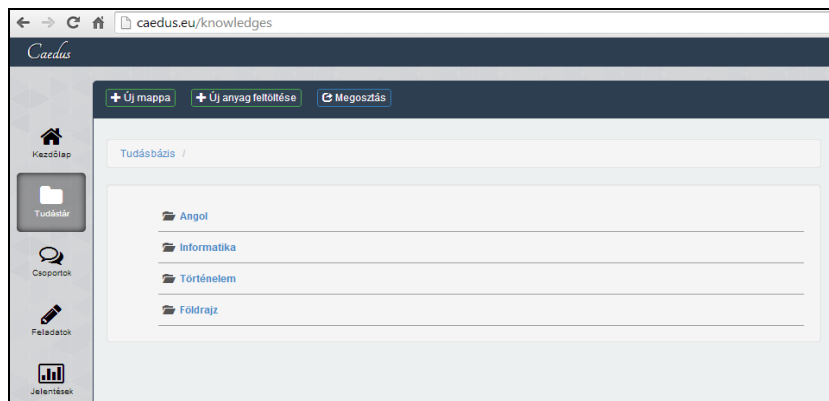 caedus.eu/knowledges
Caedus
Új mappa
Új anyag feltöltése
Megosztás
Kezdőlap
Tudásbázis /
Tudástár
Angol
Informatika
Csoportok
Történelem
Földrajz
Feladatok
Jelentések